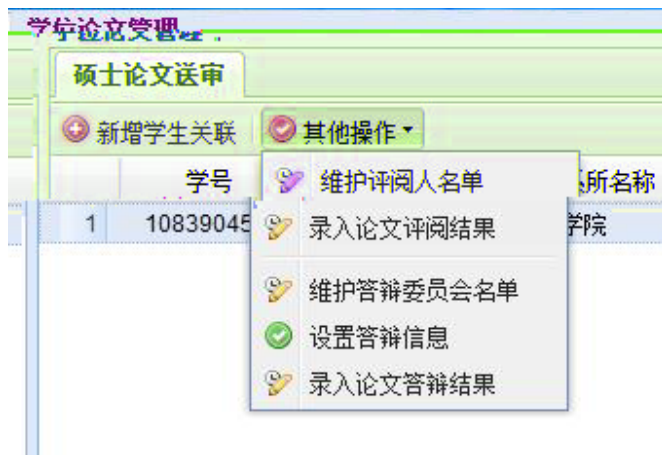 学位论文管理
硕士论文送审
新增学生关联 其他操作
学号 系所名称
1 10839045 学院
维护评阅人名单
录入论文评阅结果
维护答辩委员会名单
设置答辩信息
录入论文答辩结果